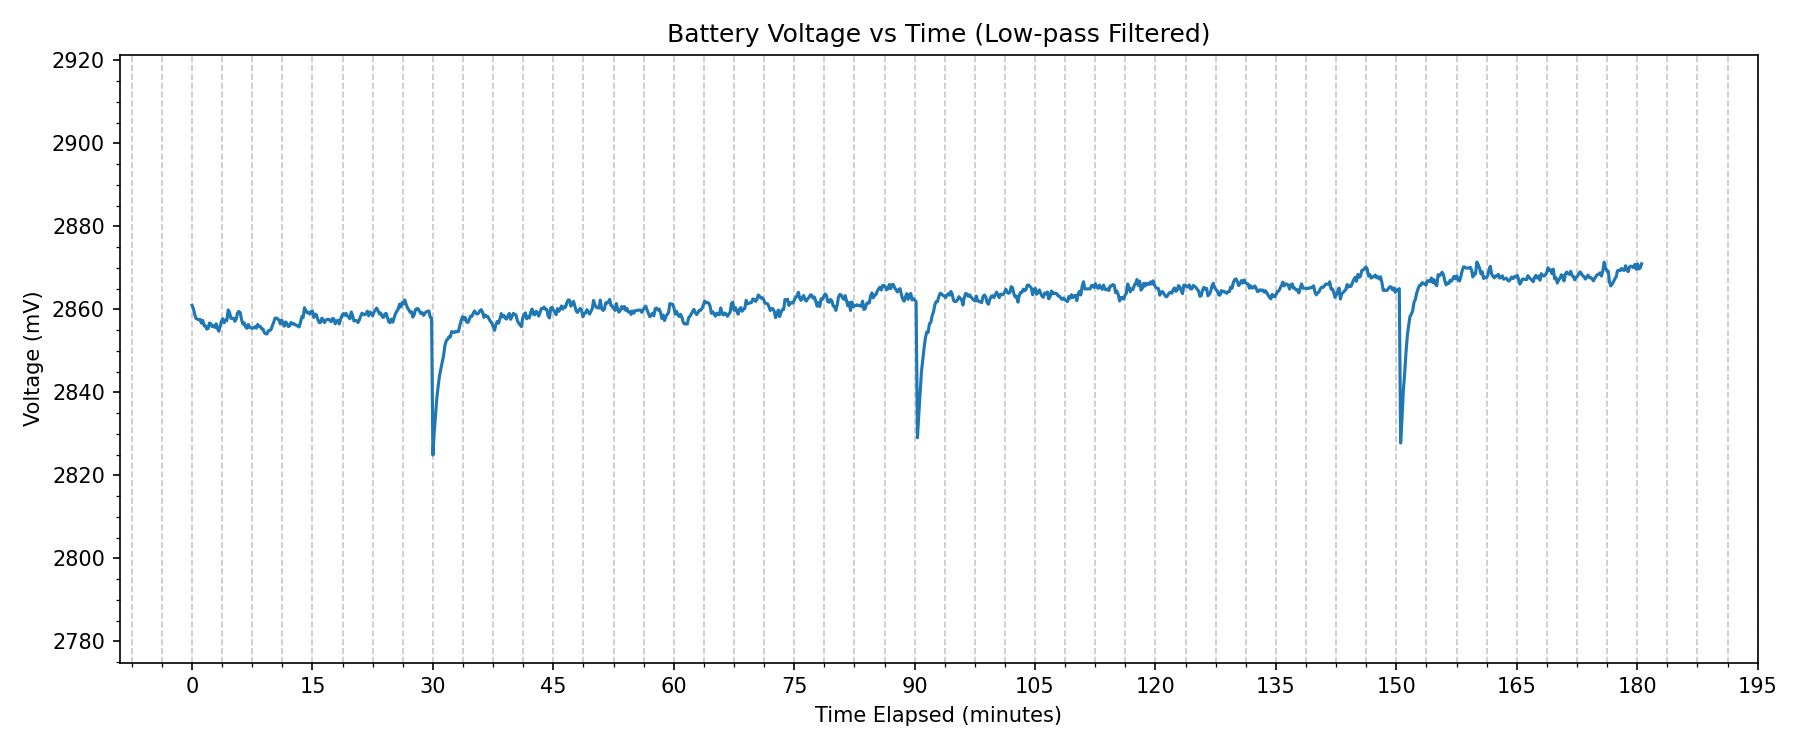 Battery Voltage vs Time (Low-pass Filtered)
2920
2900
2880
2860
2840
2820
2800
2780
Voltage (mV)
0 15 30 45 60 75 90 105 120 135 150 165 180 195
Time Elapsed (minutes)